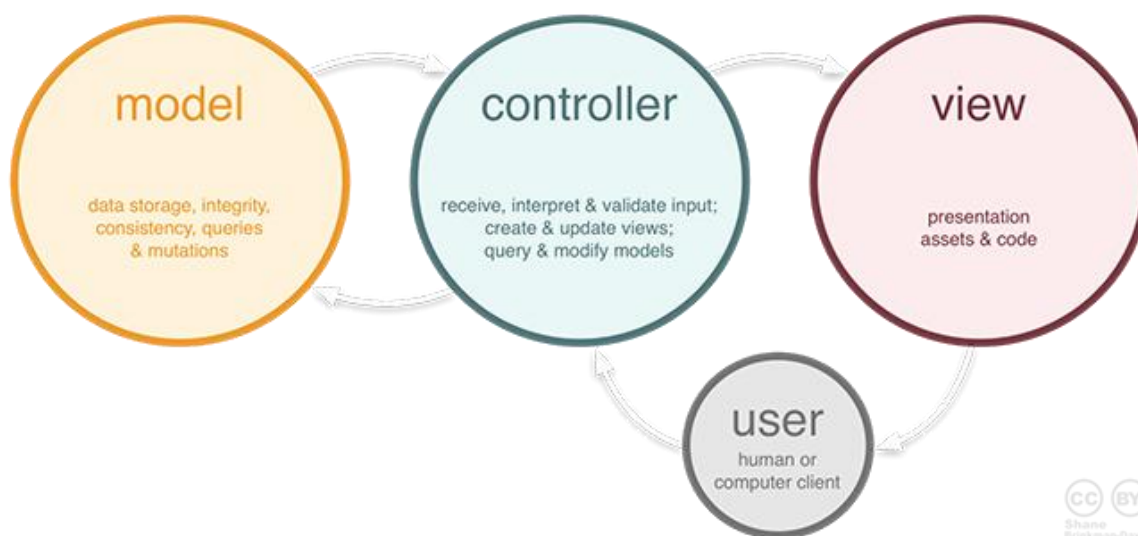 model
data storage, integrity,
consistency, queries
& mutations
controller
receive, interpret & validate input;
create & update views;
query & modify models
view
presentation
assets & code
user
human or
computer client
CC BY
Shane